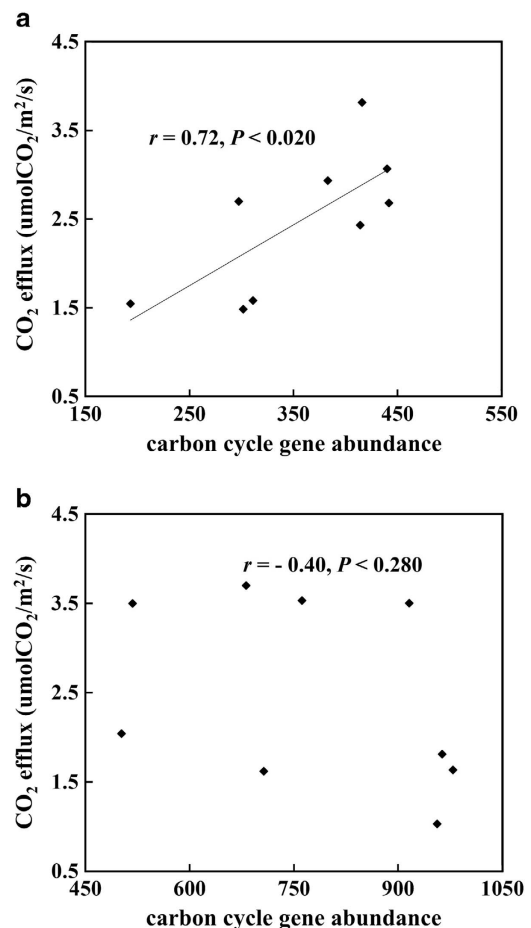 a
CO₂ efflux (umolCO₂/m²/s)
4.5
3.5
2.5
1.5
0.5
r = 0.72, P < 0.020
150 250 350 450 550
carbon cycle gene abundance
b
CO₂ efflux (umolCO₂/m²/s)
4.5
3.5
2.5
1.5
0.5
r = - 0.40, P < 0.280
450 600 750 900 1050
carbon cycle gene abundance